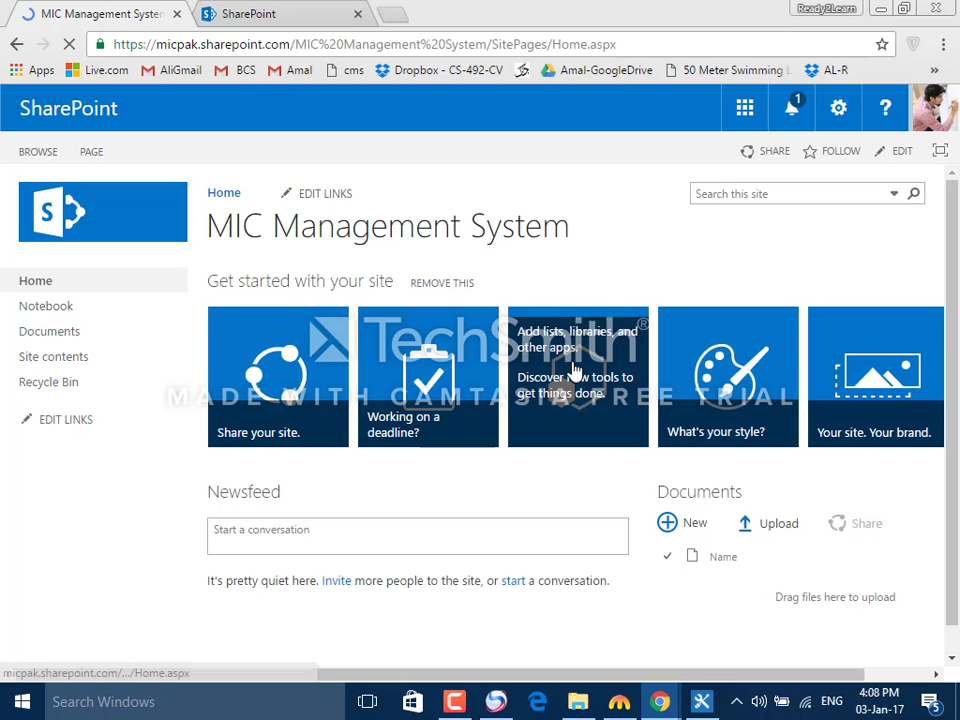 MIC Management System
SharePoint
Ready2Learn
https://micpak.sharepoint.com/MIC%20Management%20System/SitePages/Home.aspx
Apps
Live.com
AliGmail
BCS
Amal
cms
Dropbox - CS-492-CV
Amal-GoogleDrive
50 Meter Swimming
AL-R
»
SharePoint
1
?
BROWSE
PAGE
SHARE
FOLLOW
EDIT
S
Home
EDIT LINKS
Search this site
MIC Management System
Home
Notebook
Documents
Site contents
Recycle Bin
EDIT LINKS
Get started with your site
REMOVE THIS
Share your site.
Working on a
deadline?
Add lists, libraries, and
other apps.
Discover new tools to
get things done.
What's your style?
Your site. Your brand.
TechSmith®
MADE WITH CAMTASIA FREE TRIAL
Newsfeed
Start a conversation
It's pretty quiet here. Invite more people to the site, or start a conversation.
Documents
New
Upload
Share
Name
Drag files here to upload
micpak.sharepoint.com/.../Home.aspx
Search Windows
ENG
4:08 PM
03-Jan-17
5